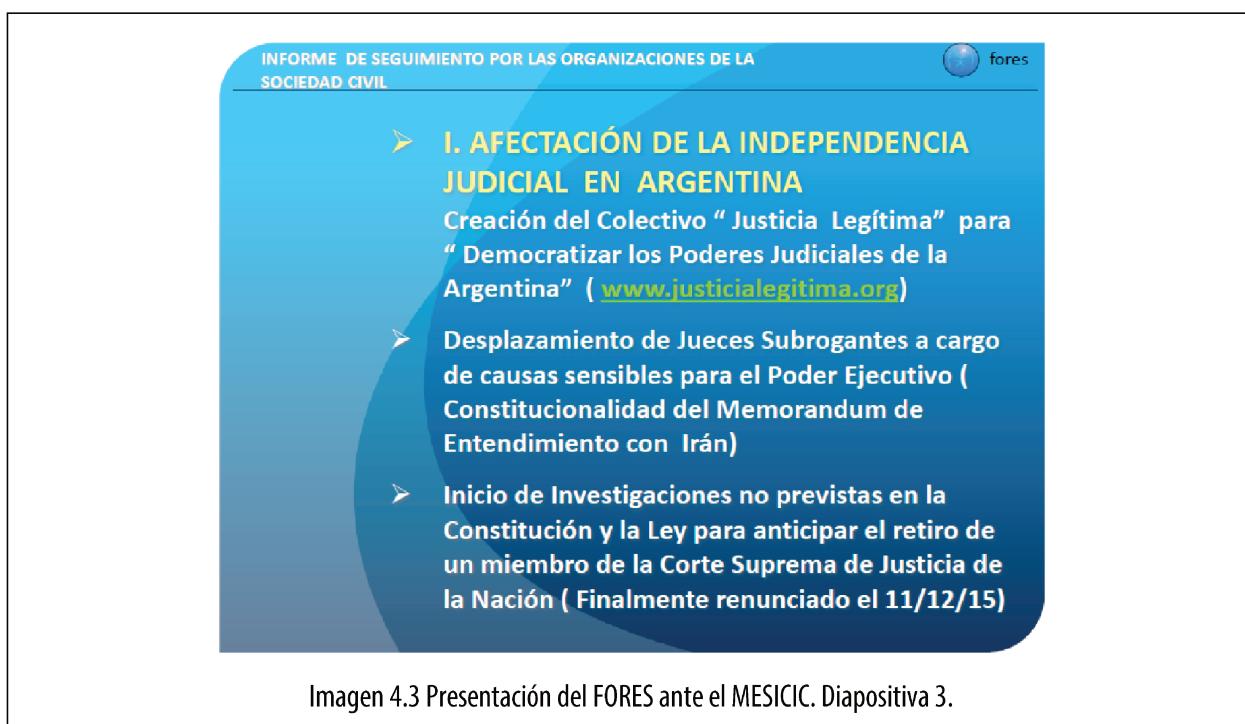 INFORME DE SEGUIMIENTO POR LAS ORGANIZACIONES DE LA
SOCIEDAD CIVIL
fores
➢ I. AFECTACIÓN DE LA INDEPENDENCIA
JUDICIAL EN ARGENTINA
Creación del Colectivo “ Justicia Legítima” para
“ Democratizar los Poderes Judiciales de la
Argentina” ( www.justicialegitima.org)
➢ Desplazamiento de Jueces Subrogantes a cargo
de causas sensibles para el Poder Ejecutivo (
Constitucionalidad del Memorandum de
Entendimiento con Irán)
➢ Inicio de Investigaciones no previstas en la
Constitución y la Ley para anticipar el retiro de
un miembro de la Corte Suprema de Justicia de
la Nación ( Finalmente renunciado el 11/12/15)
Imagen 4.3 Presentación del FORES ante el MESICIC. Diapositiva 3.